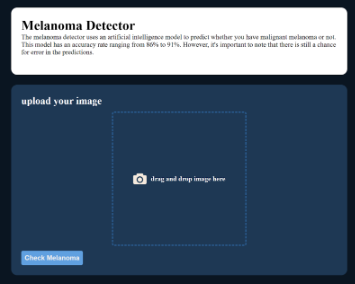 Melanoma Detector
The melanoma detector uses an artificial intelligence model to predict whether you have malignant melanoma or not.
This model has an accuracy rate ranging from 86% to 91%. However, it's important to note that there is still a chance
for error in the predictions.
upload your image
drag and drop image here
Check Melanoma